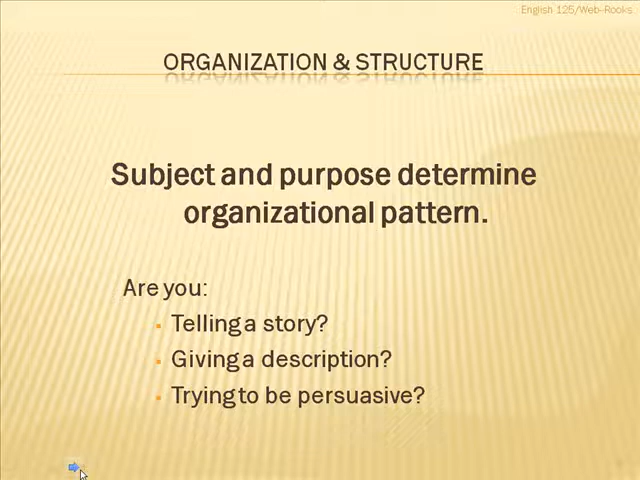 English 125/Web-Rooks
ORGANIZATION & STRUCTURE
Subject and purpose determine
organizational pattern.
Are you:
Telling a story?
Giving a description?
Trying to be persuasive?